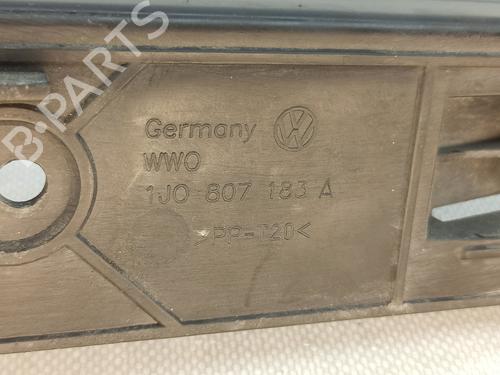 B-PARTS
Germany
WWO
1J0 807 183 A
>PP-T20<